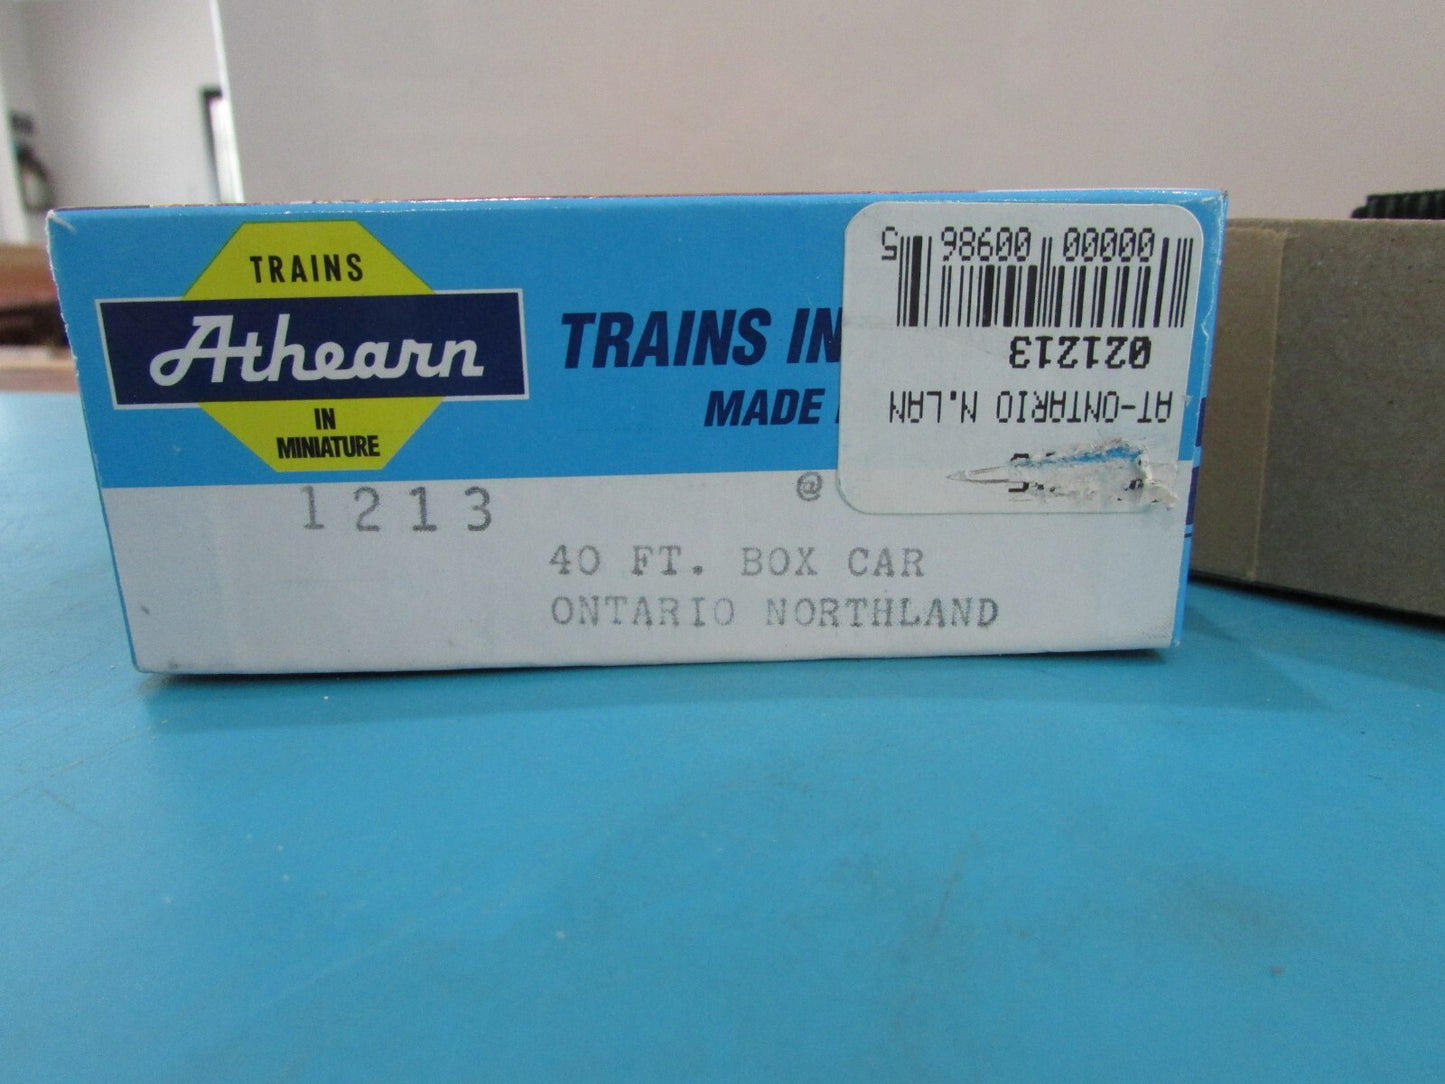 TRAINS
Athearn
IN
MINIATURE
TRAINS IN
MADE
1213
@
40 FT. BOX CAR
ONTARIO NORTHLAND
00000 00986 5
021213
AT-ONTARIO N.LAN